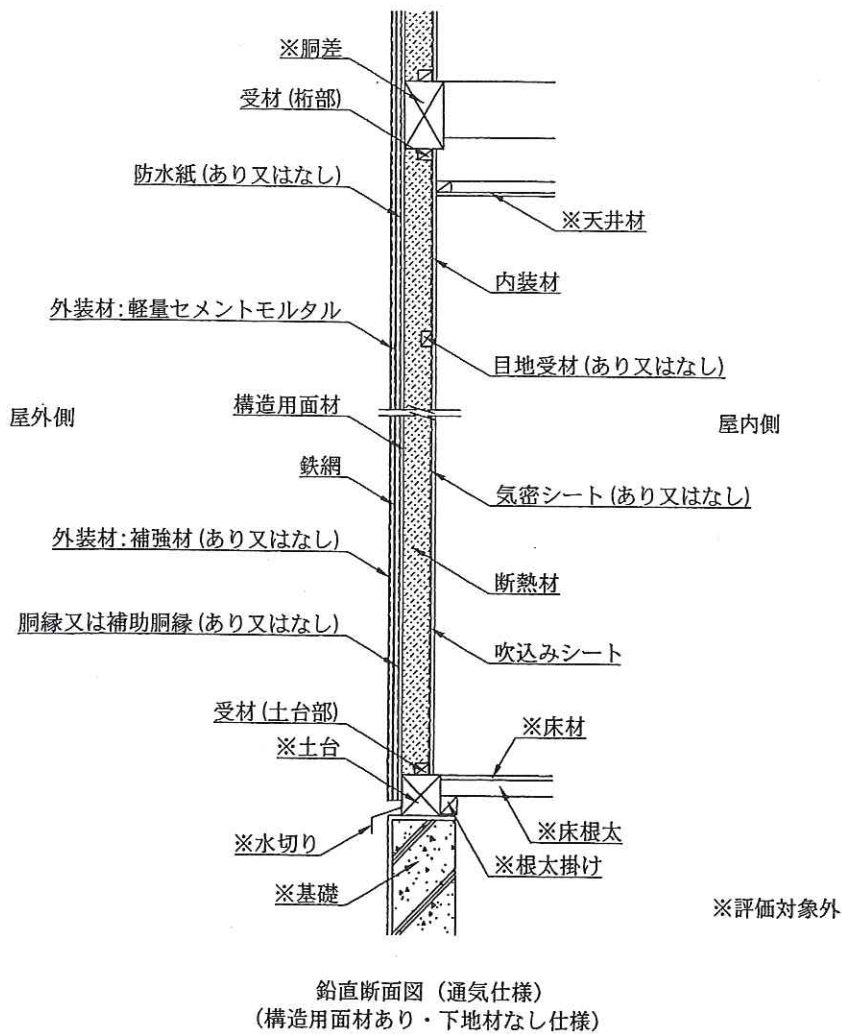 ※胴差
受材(桁部)
防水紙(あり又はなし)
※天井材
内装材
外装材:軽量セメントモルタル
目地受材(あり又はなし)
構造用面材
屋外側
屋内側
鉄網
気密シート(あり又はなし)
外装材:補強材(あり又はなし)
断熱材
胴縁又は補助胴縁(あり又はなし)
吹込みシート
受材(土台部)
※床材
※土台
※床根太
※水切り
※根太掛け
※基礎
※評価対象外
鉛直断面図(通気仕様)
(構造用面材あり・下地材なし仕様)